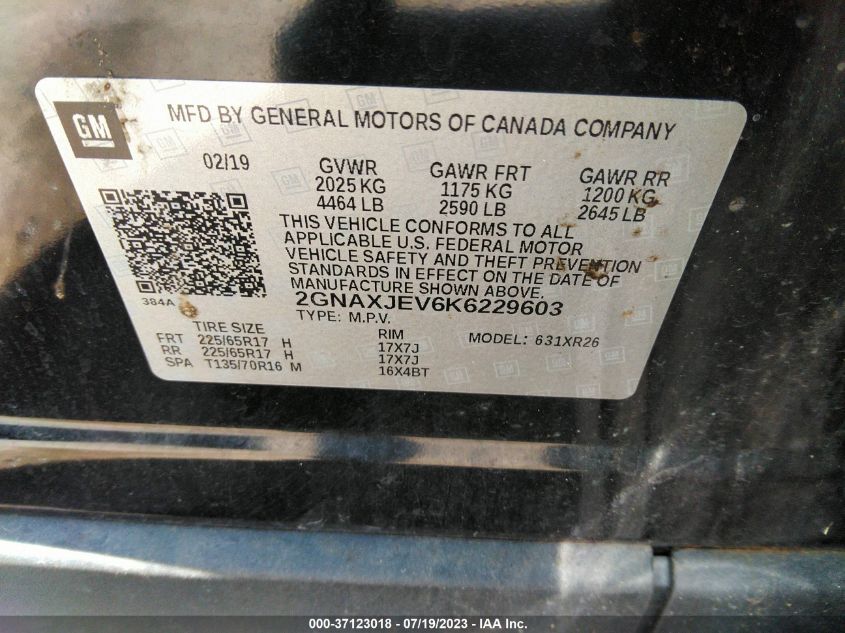 GM
MFD BY GENERAL MOTORS OF CANADA COMPANY
02/19 GVWR GAWR FRT GAWR RR
2025 KG 1175 KG 1200 KG
4464 LB 2590 LB 2645 LB
THIS VEHICLE CONFORMS TO ALL
APPLICABLE U.S. FEDERAL MOTOR
VEHICLE SAFETY AND THEFT PREVENTION
STANDARDS IN EFFECT ON THE DATE OF
MANUFACTURE SHOWN ABOVE.
384A
2GNAXJEV6K6229603
TYPE: M.P.V.
TIRE SIZE RIM MODEL: 631XR26
FRT 225/65R17 H 17X7J
RR 225/65R17 H 17X7J
SPA T135/70R16 M 16X4BT
000-37123018 — 07/19/2023 — IAA Inc.